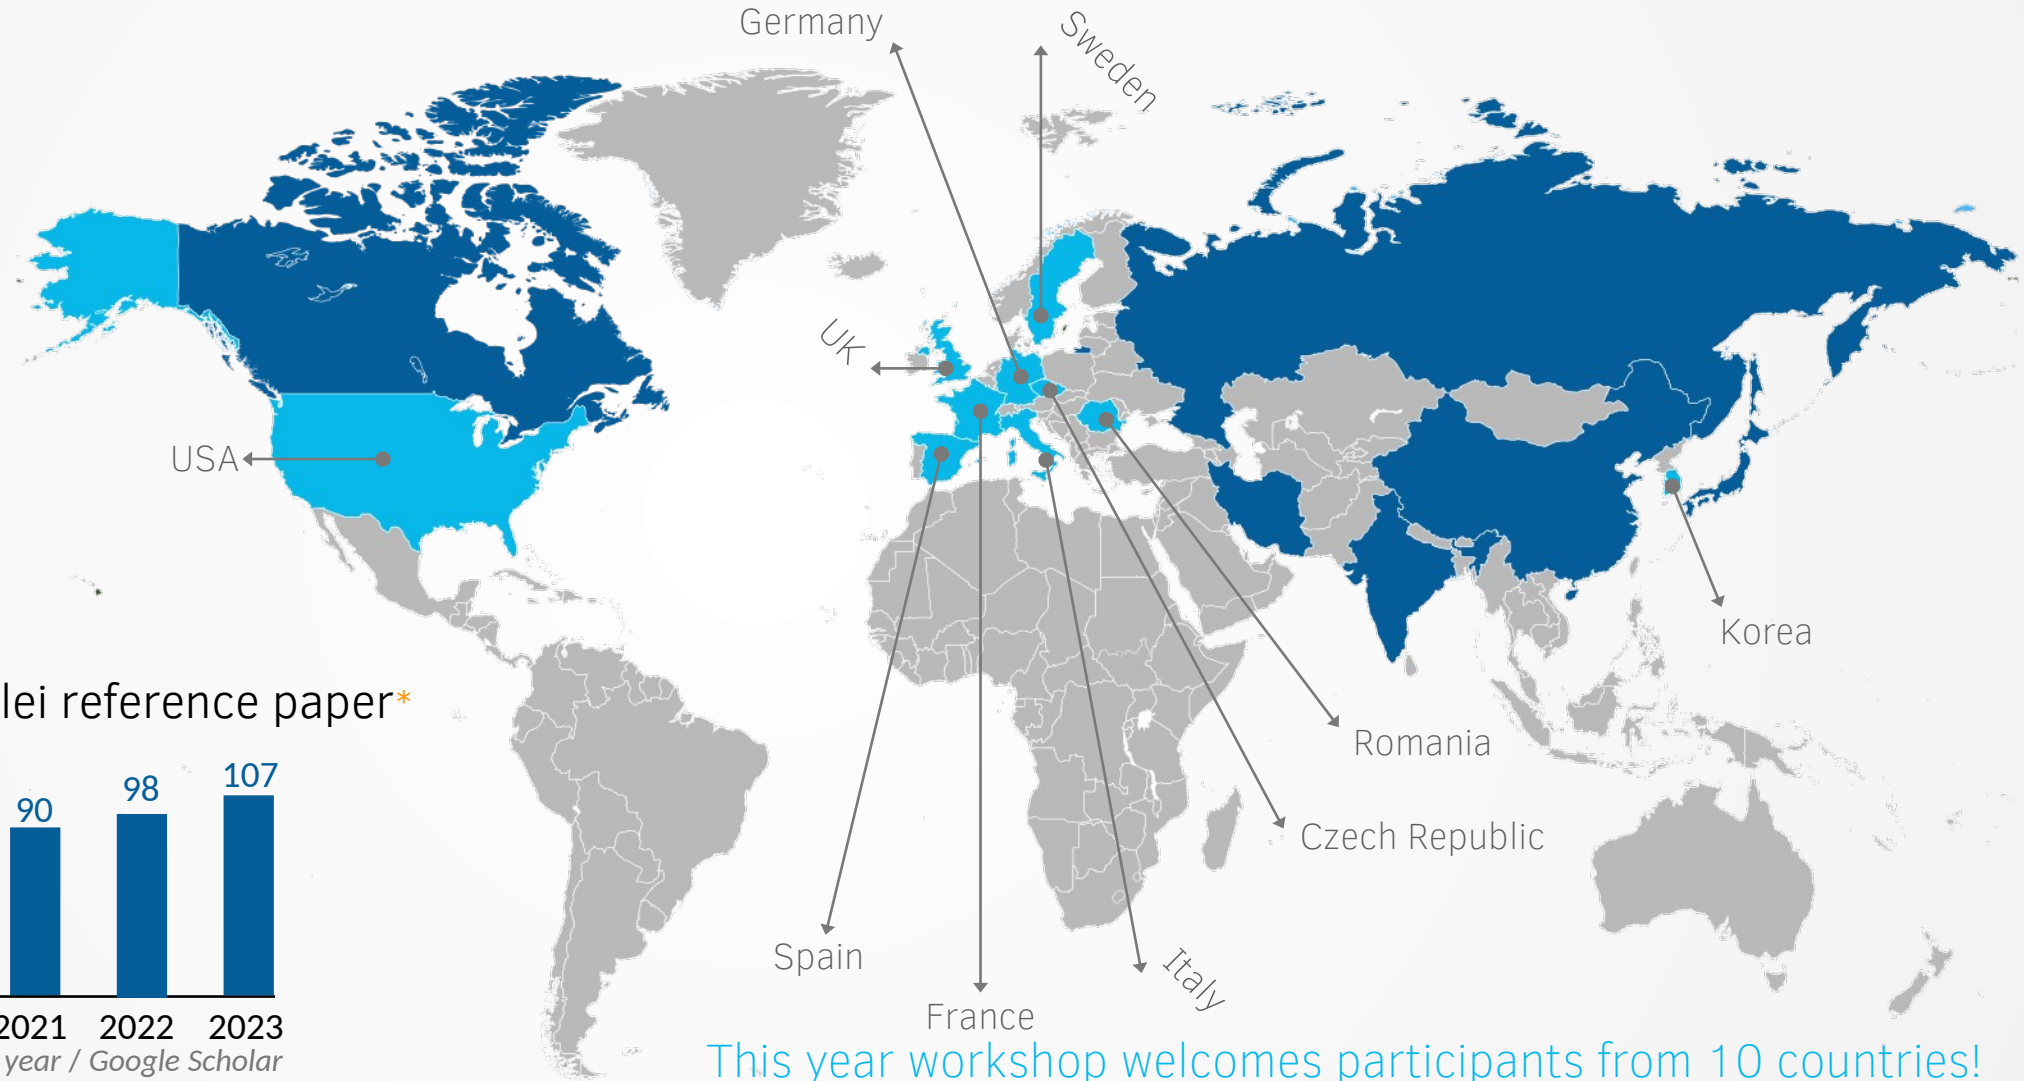 Germany
Sweden
UK
USA
Korea
lei reference paper*
Romania
90
98
107
Czech Republic
Spain
Italy
France
2021 2022 2023
year / Google Scholar
This year workshop welcomes participants from 10 countries!